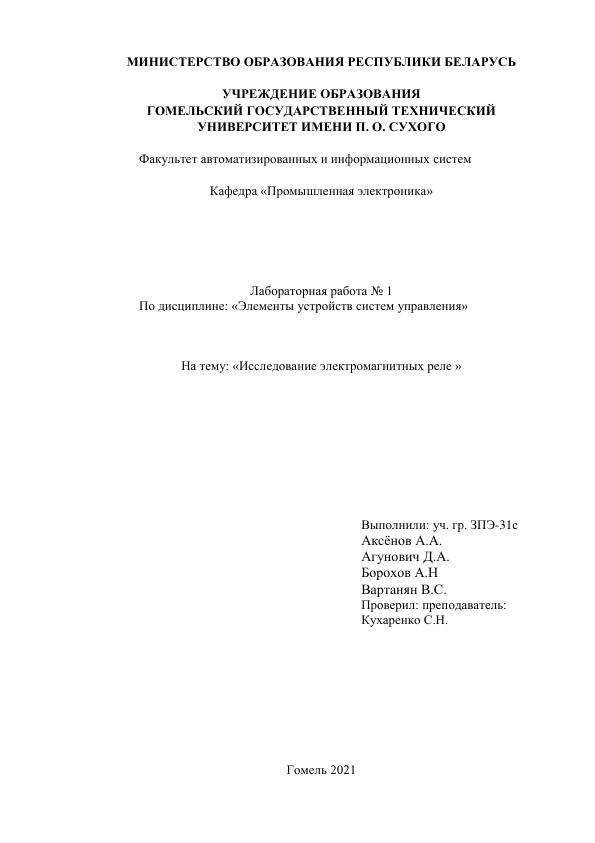 МИНИСТЕРСТВО ОБРАЗОВАНИЯ РЕСПУБЛИКИ БЕЛАРУСЬ
УЧРЕЖДЕНИЕ ОБРАЗОВАНИЯ
ГОМЕЛЬСКИЙ ГОСУДАРСТВЕННЫЙ ТЕХНИЧЕСКИЙ
УНИВЕРСИТЕТ ИМЕНИ П. О. СУХОГО
Факультет автоматизированных и информационных систем
Кафедра «Промышленная электроника»
Лабораторная работа № 1
По дисциплине: «Элементы устройств систем управления»
На тему: «Исследование электромагнитных реле »
Выполнили: уч. гр. ЗПЭ-31с
Аксёнов А.А.
Агунович Д.А.
Борохов А.Н
Вартанян В.С.
Проверил: преподаватель:
Кухаренко С.Н.
Гомель 2021